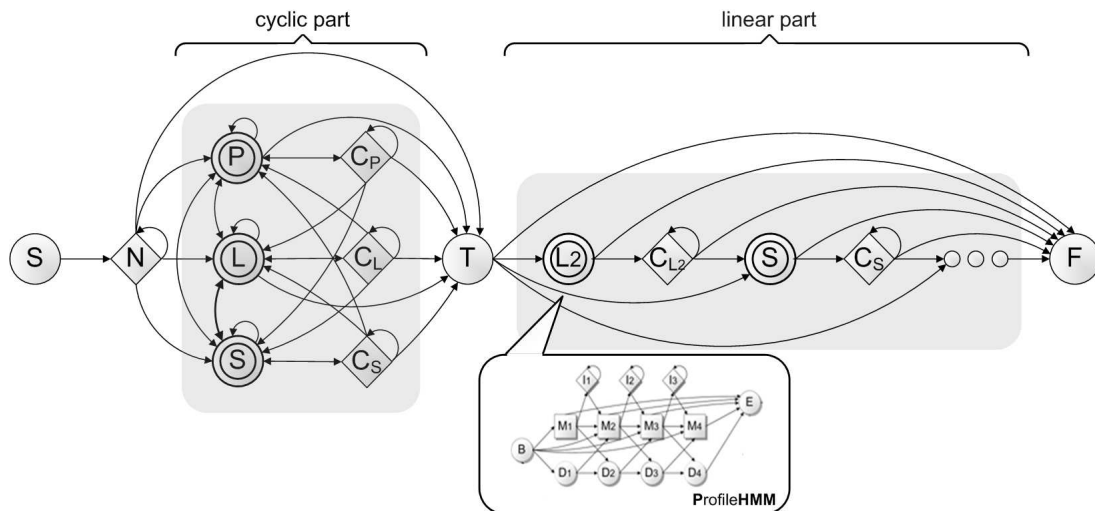 cyclic part
linear part
P
C_P
S
N
L
C_L
T
L2
C_L2
S
C_S
F
S
C_S
I1
I2
I3
M1
M2
M3
M4
E
B
D1
D2
D3
D4
ProfileHMM